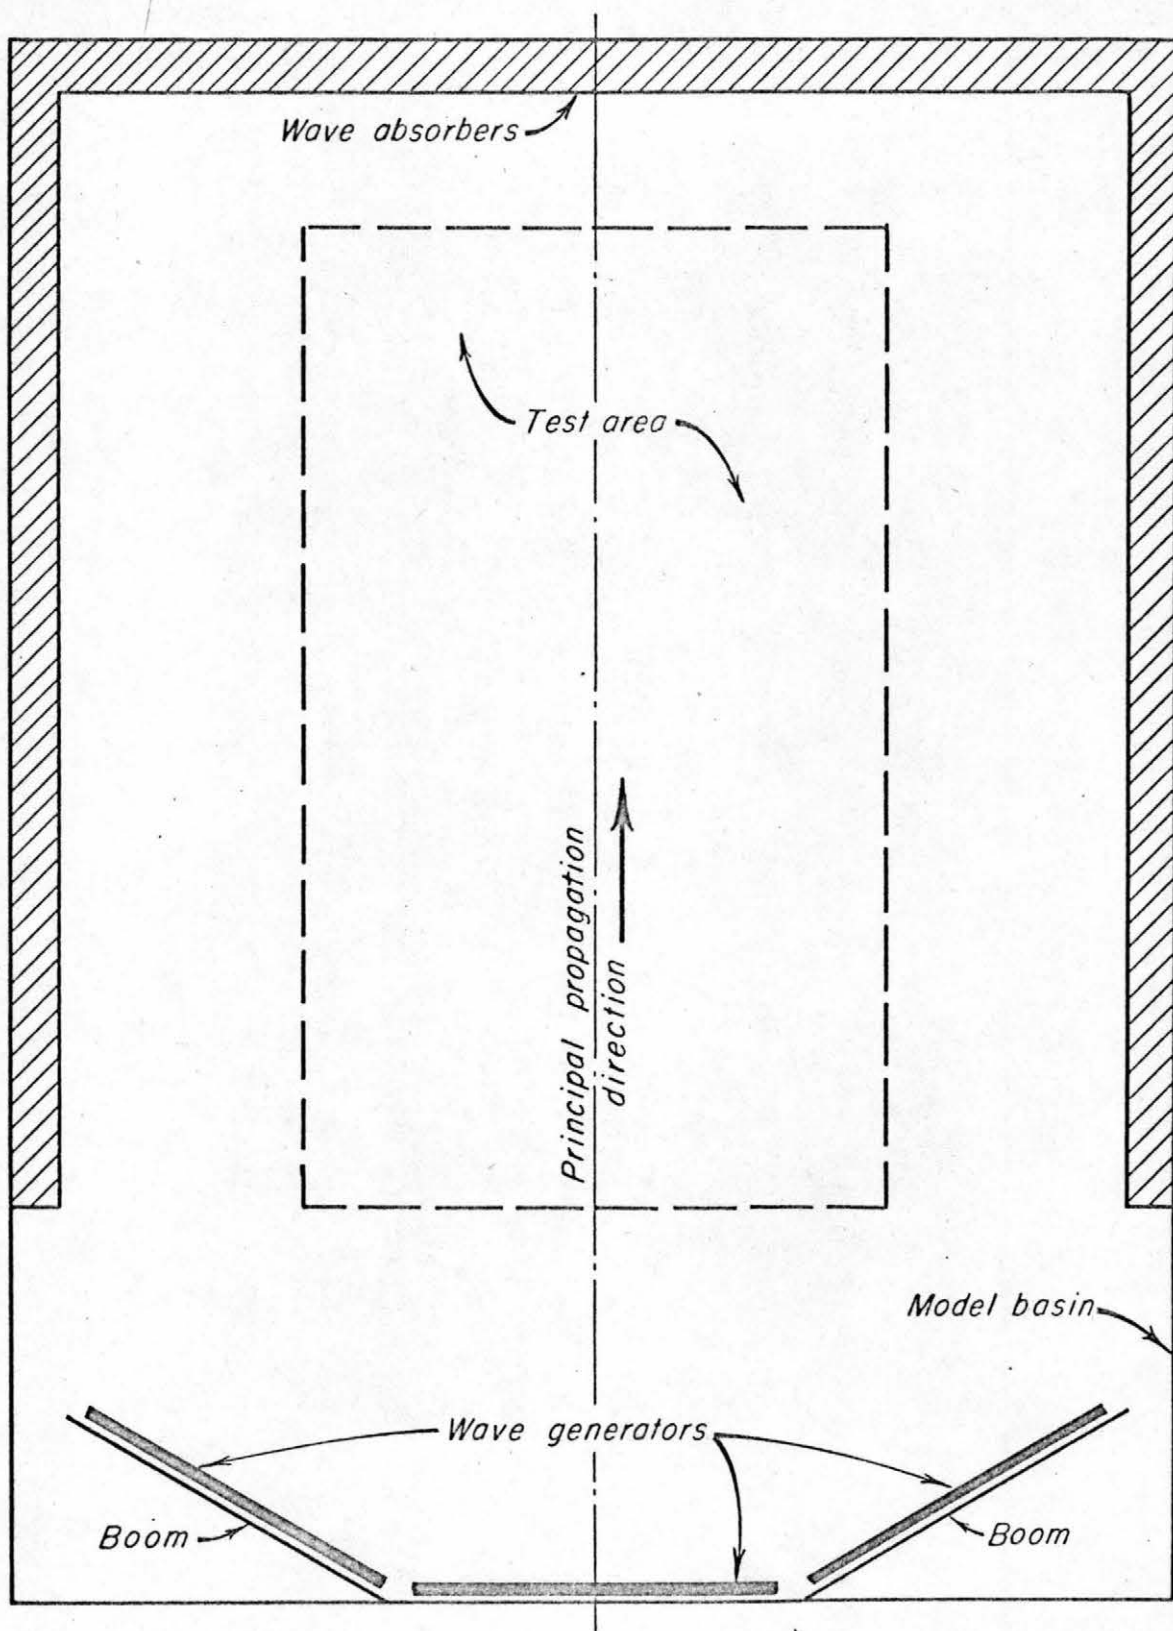 Wave absorbers
Test area
Principal propagation
direction
Model basin
Wave generators
Boom
Boom